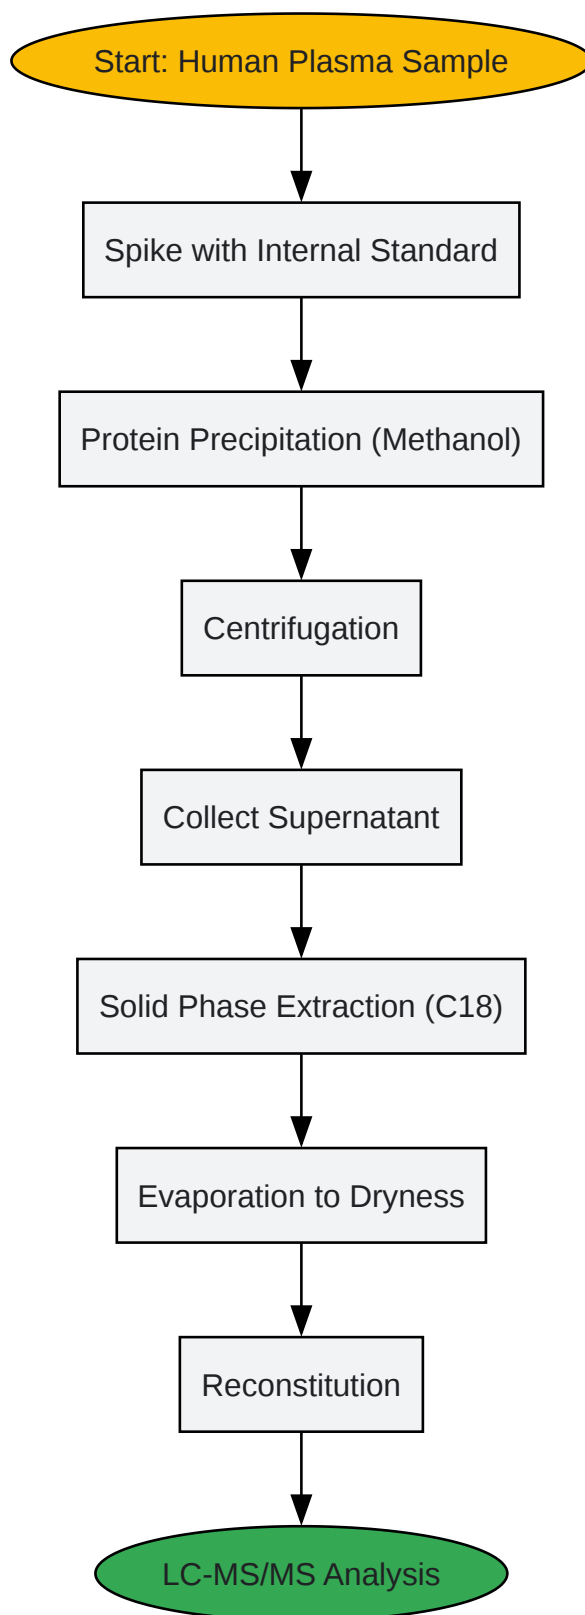 Start: Human Plasma Sample
Spike with Internal Standard
Protein Precipitation (Methanol)
Centrifugation
Collect Supernatant
Solid Phase Extraction (C18)
Evaporation to Dryness
Reconstitution
LC-MS/MS Analysis